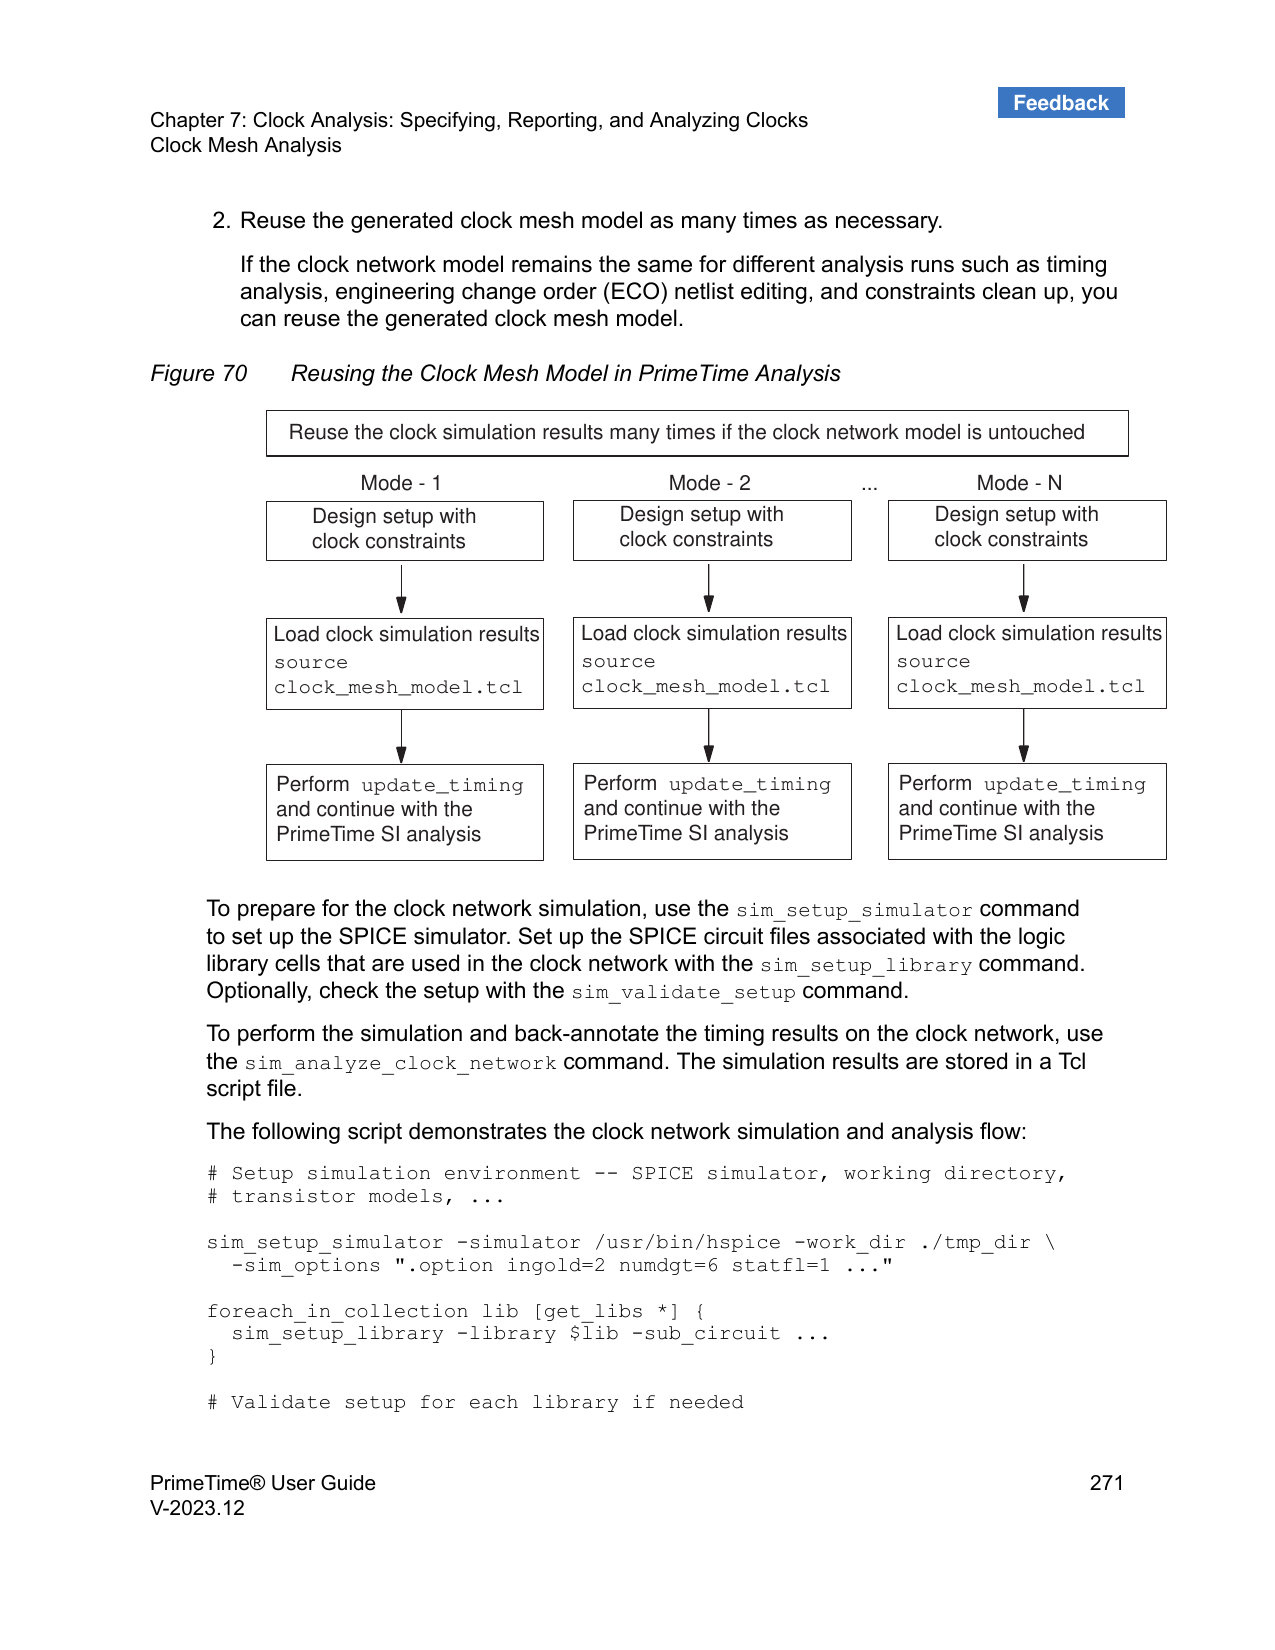 Feedback
Chapter 7: Clock Analysis: Specifying, Reporting, and Analyzing Clocks
Clock Mesh Analysis
2. Reuse the generated clock mesh model as many times as necessary.
If the clock network model remains the same for different analysis runs such as timing
analysis, engineering change order (ECO) netlist editing, and constraints clean up, you
can reuse the generated clock mesh model.
Figure 70 Reusing the Clock Mesh Model in PrimeTime Analysis
Reuse the clock simulation results many times if the clock network model is untouched
Mode - 1
Design setup with
clock constraints
Load clock simulation results
source
clock_mesh_model.tcl
Perform update_timing
and continue with the
PrimeTime SI analysis
Mode - 2
Design setup with
clock constraints
Load clock simulation results
source
clock_mesh_model.tcl
Perform update_timing
and continue with the
PrimeTime SI analysis
...
Mode - N
Design setup with
clock constraints
Load clock simulation results
source
clock_mesh_model.tcl
Perform update_timing
and continue with the
PrimeTime SI analysis
To prepare for the clock network simulation, use the sim_setup_simulator command
to set up the SPICE simulator. Set up the SPICE circuit files associated with the logic
library cells that are used in the clock network with the sim_setup_library command.
Optionally, check the setup with the sim_validate_setup command.
To perform the simulation and back-annotate the timing results on the clock network, use
the sim_analyze_clock_network command. The simulation results are stored in a Tcl
script file.
The following script demonstrates the clock network simulation and analysis flow:
# Setup simulation environment -- SPICE simulator, working directory,
# transistor models, ...
sim_setup_simulator -simulator /usr/bin/hspice -work_dir ./tmp_dir \
-sim_options ".option ingold=2 numdgt=6 statfl=1 ..."
foreach_in_collection lib [get_libs *] {
sim_setup_library -library $lib -sub_circuit ...
}
# Validate setup for each library if needed
PrimeTime® User Guide
271
V-2023.12